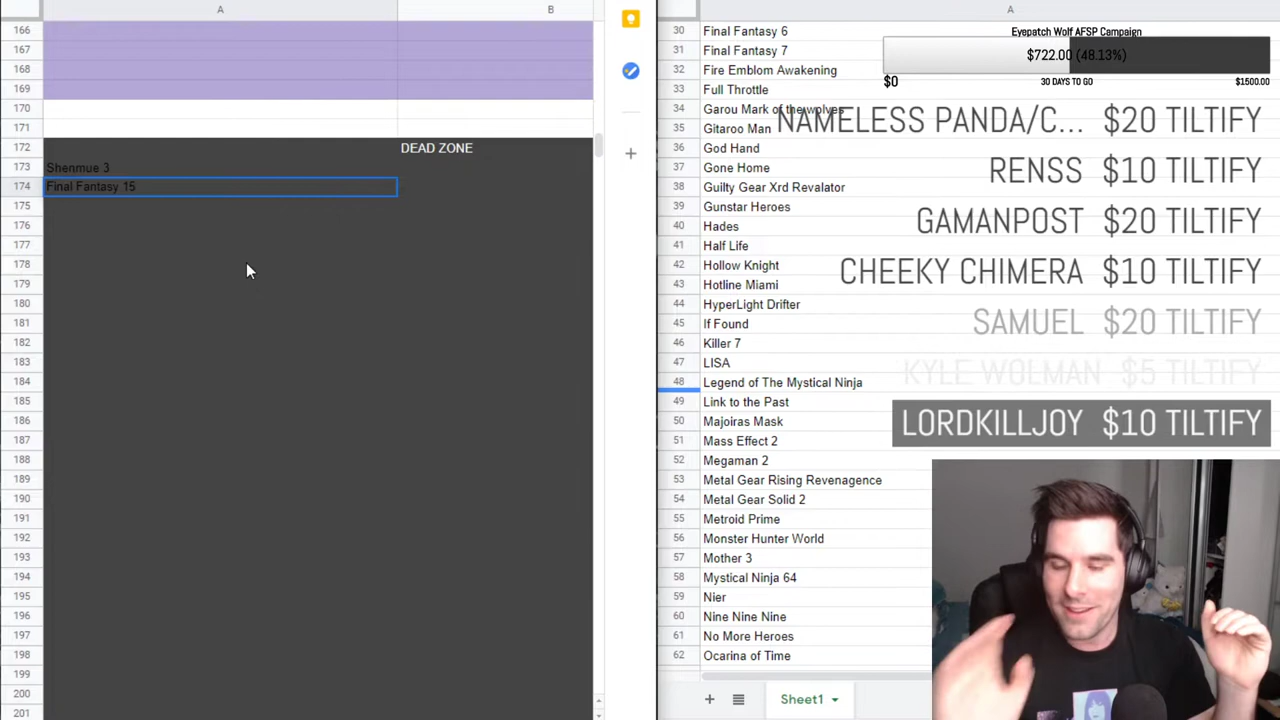 A
B
166
167
168
169
170
171
172 DEAD ZONE
173 Shenmue 3
174 Final Fantasy 15
175
176
177
178
179
180
181
182
183
184
185
186
187
188
189
190
191
192
193
194
195
196
197
198
199
200
201
A
30 Final Fantasy 6
31 Final Fantasy 7
32 Fire Emblom Awakening
33 Full Throttle
34 Garou Mark of the wolves
35 Gitaroo Man
36 God Hand
37 Gone Home
38 Guilty Gear Xrd Revalator
39 Gunstar Heroes
40 Hades
41 Half Life
42 Hollow Knight
43 Hotline Miami
44 HyperLight Drifter
45 If Found
46 Killer 7
47 LISA
48 Legend of The Mystical Ninja
49 Link to the Past
50 Majoiras Mask
51 Mass Effect 2
52 Megaman 2
53 Metal Gear Rising Revenagence
54 Metal Gear Solid 2
55 Metroid Prime
56 Monster Hunter World
57 Mother 3
58 Mystical Ninja 64
59 Nier
60 Nine Nine Nine
61 No More Heroes
62 Ocarina of Time
Sheet1
Eyepatch Wolf AFSP Campaign
$722.00 (48.13%)
$0 30 DAYS TO GO $1500.00
NAMELESS PANDA/C... $20 TILTIFY
RENSS $10 TILTIFY
GAMANPOST $20 TILTIFY
CHEEKY CHIMERA $10 TILTIFY
SAMUEL $20 TILTIFY
KYLE WOLMAN $5 TILTIFY
LORDKILLJOY $10 TILTIFY